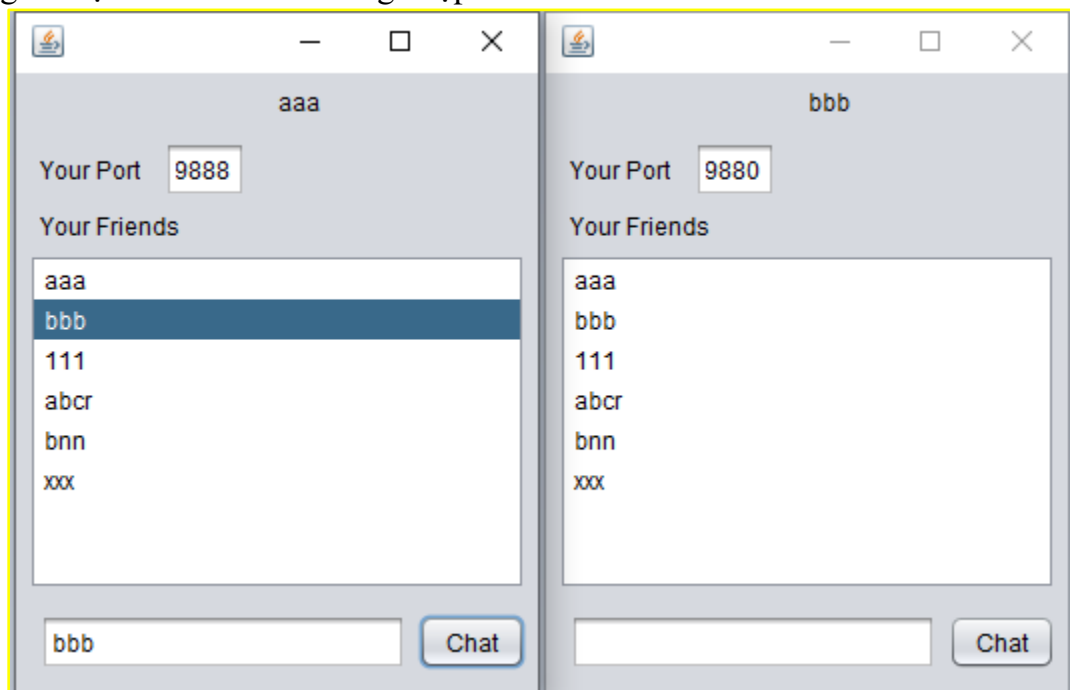 aaa
Your Port 9888
Your Friends
aaa
bbb
111
abcr
bnn
xxx
bbb Chat
bbb
Your Port 9880
Your Friends
aaa
bbb
111
abcr
bnn
xxx
Chat